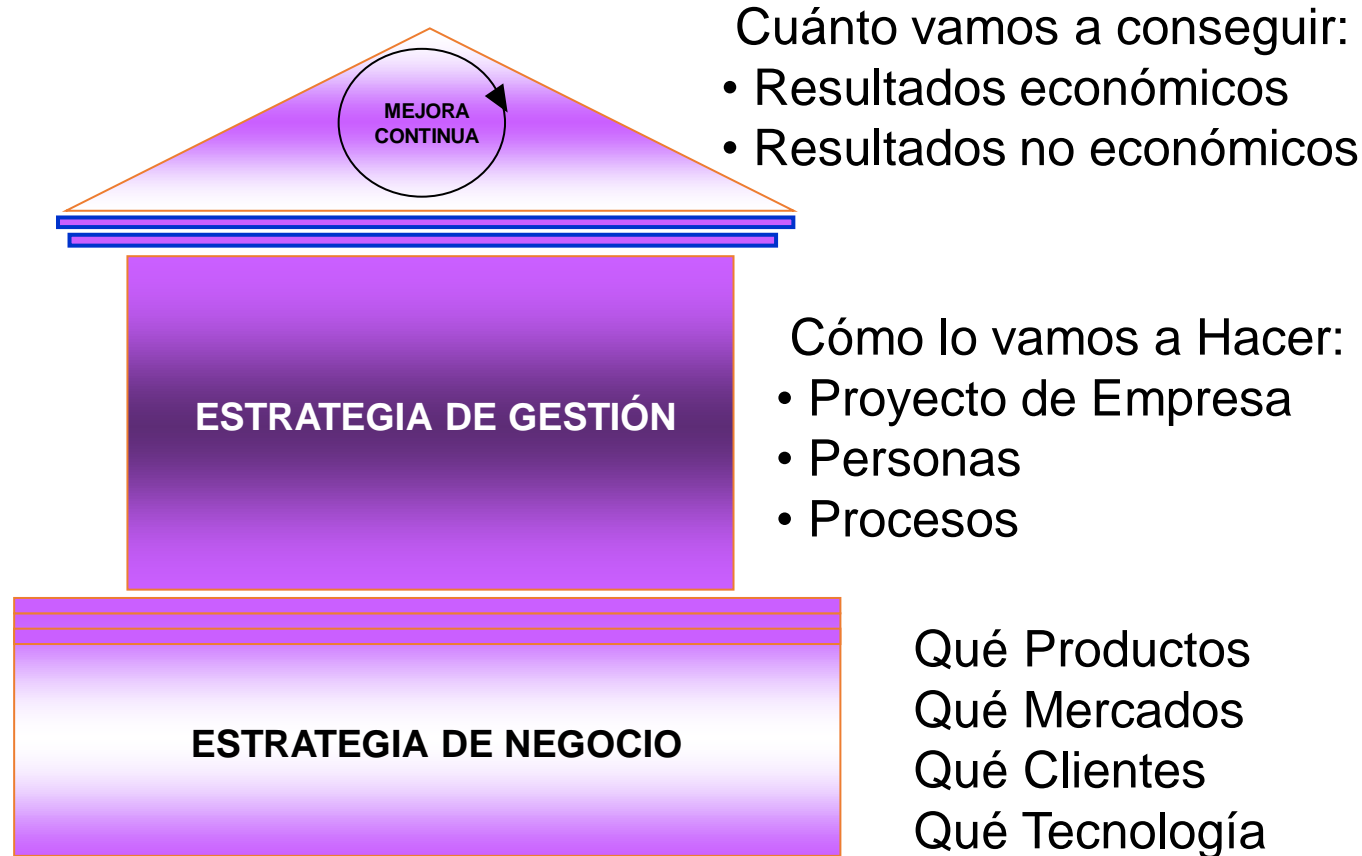 Cuánto vamos a conseguir:
• Resultados económicos
• Resultados no económicos
MEJORA
CONTINUA
Cómo lo vamos a Hacer:
• Proyecto de Empresa
• Personas
• Procesos
ESTRATEGIA DE GESTIÓN
Qué Productos
Qué Mercados
Qué Clientes
Qué Tecnología
ESTRATEGIA DE NEGOCIO